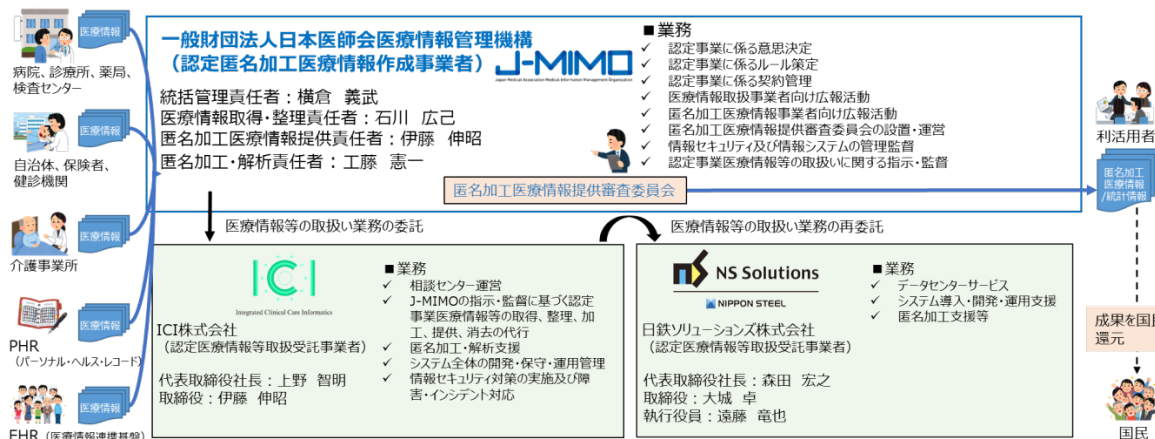 医療情報
病院、診療所、薬局、
検査センター
医療情報
自治体、保険者、
健診機関
医療情報
介護事業所
医療情報
PHR
（パーソナル・ヘルス・レコード）
医療情報
EHR（医療情報連携基盤）
一般財団法人日本医師会医療情報管理機構
（認定匿名加工医療情報作成事業者）
J-MIMO
Japan Medical Association Medical Information Management Organization
統括管理責任者：横倉 義武
医療情報取得・整理責任者：石川 広己
匿名加工医療情報提供責任者：伊藤 伸昭
匿名加工・解析責任者：工藤 憲一
■業務
✓ 認定事業に係る意思決定
✓ 認定事業に係るルール策定
✓ 認定事業に係る契約管理
✓ 医療情報取扱事業者向け広報活動
✓ 匿名加工医療情報事業者向け広報活動
✓ 匿名加工医療情報提供審査委員会の設置・運営
✓ 情報セキュリティ及び情報システムの管理監督
✓ 認定事業医療情報等の取扱いに関する指示・監督
匿名加工医療情報提供審査委員会
医療情報等の取扱い業務の委託
医療情報等の取扱い業務の再委託
ICI
Integrated Clinical Care Informatics
ICI株式会社
（認定医療情報等取扱受託事業者）
代表取締役社長：上野 智明
取締役：伊藤 伸昭
■業務
✓ 相談センター運営
✓ J-MIMOの指示・監督に基づく認定
事業医療情報等の取得、整理、加
工、提供、消去の代行
✓ 匿名加工・解析支援
✓ システム全体の開発・保守・運用管理
✓ 情報セキュリティ対策の実施及び障
害・インシデント対応
NS Solutions
NIPPON STEEL
日鉄ソリューションズ株式会社
（認定医療情報等取扱受託事業者）
代表取締役社長：森田 宏之
取締役：大城 卓
執行役員：遠藤 竜也
■業務
✓ データセンターサービス
✓ システム導入・開発・運用支援
✓ 匿名加工支援等
利活用者
匿名加工
医療情報
/統計情報
成果を国民
還元
国民